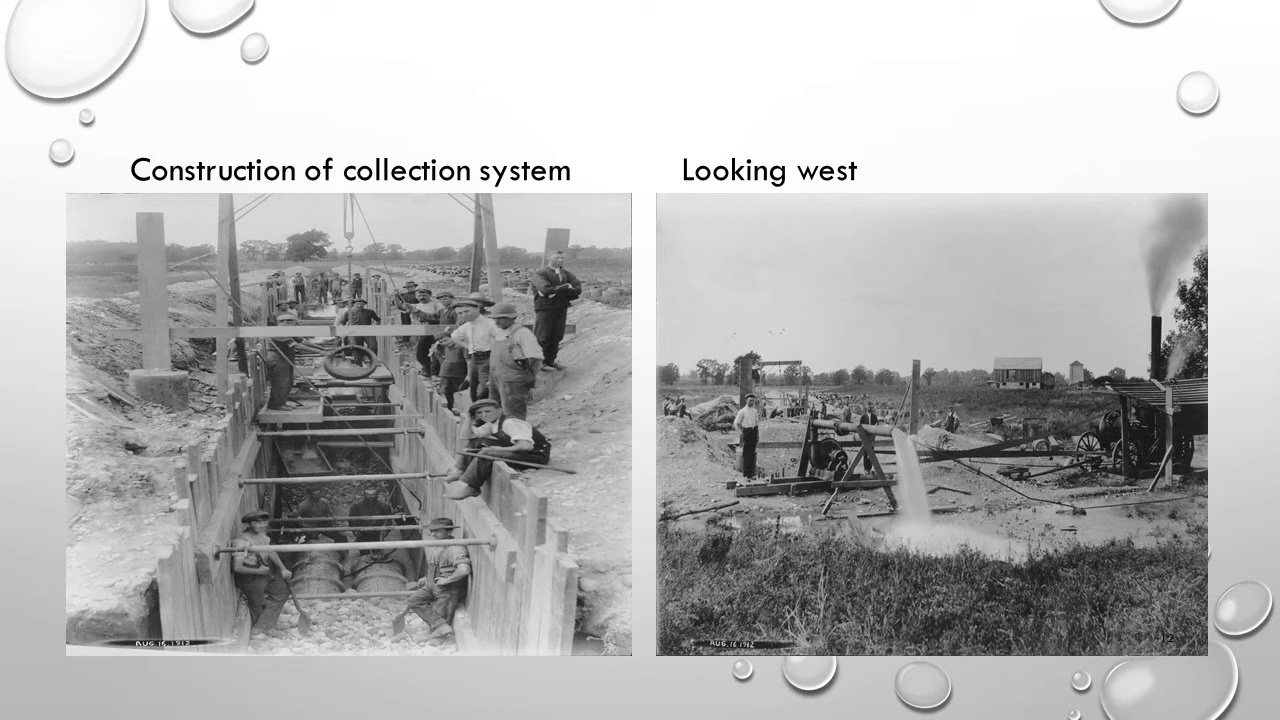 Construction of collection system
Looking west
AUG. 16. 1912
AUG. 16. 1912
12